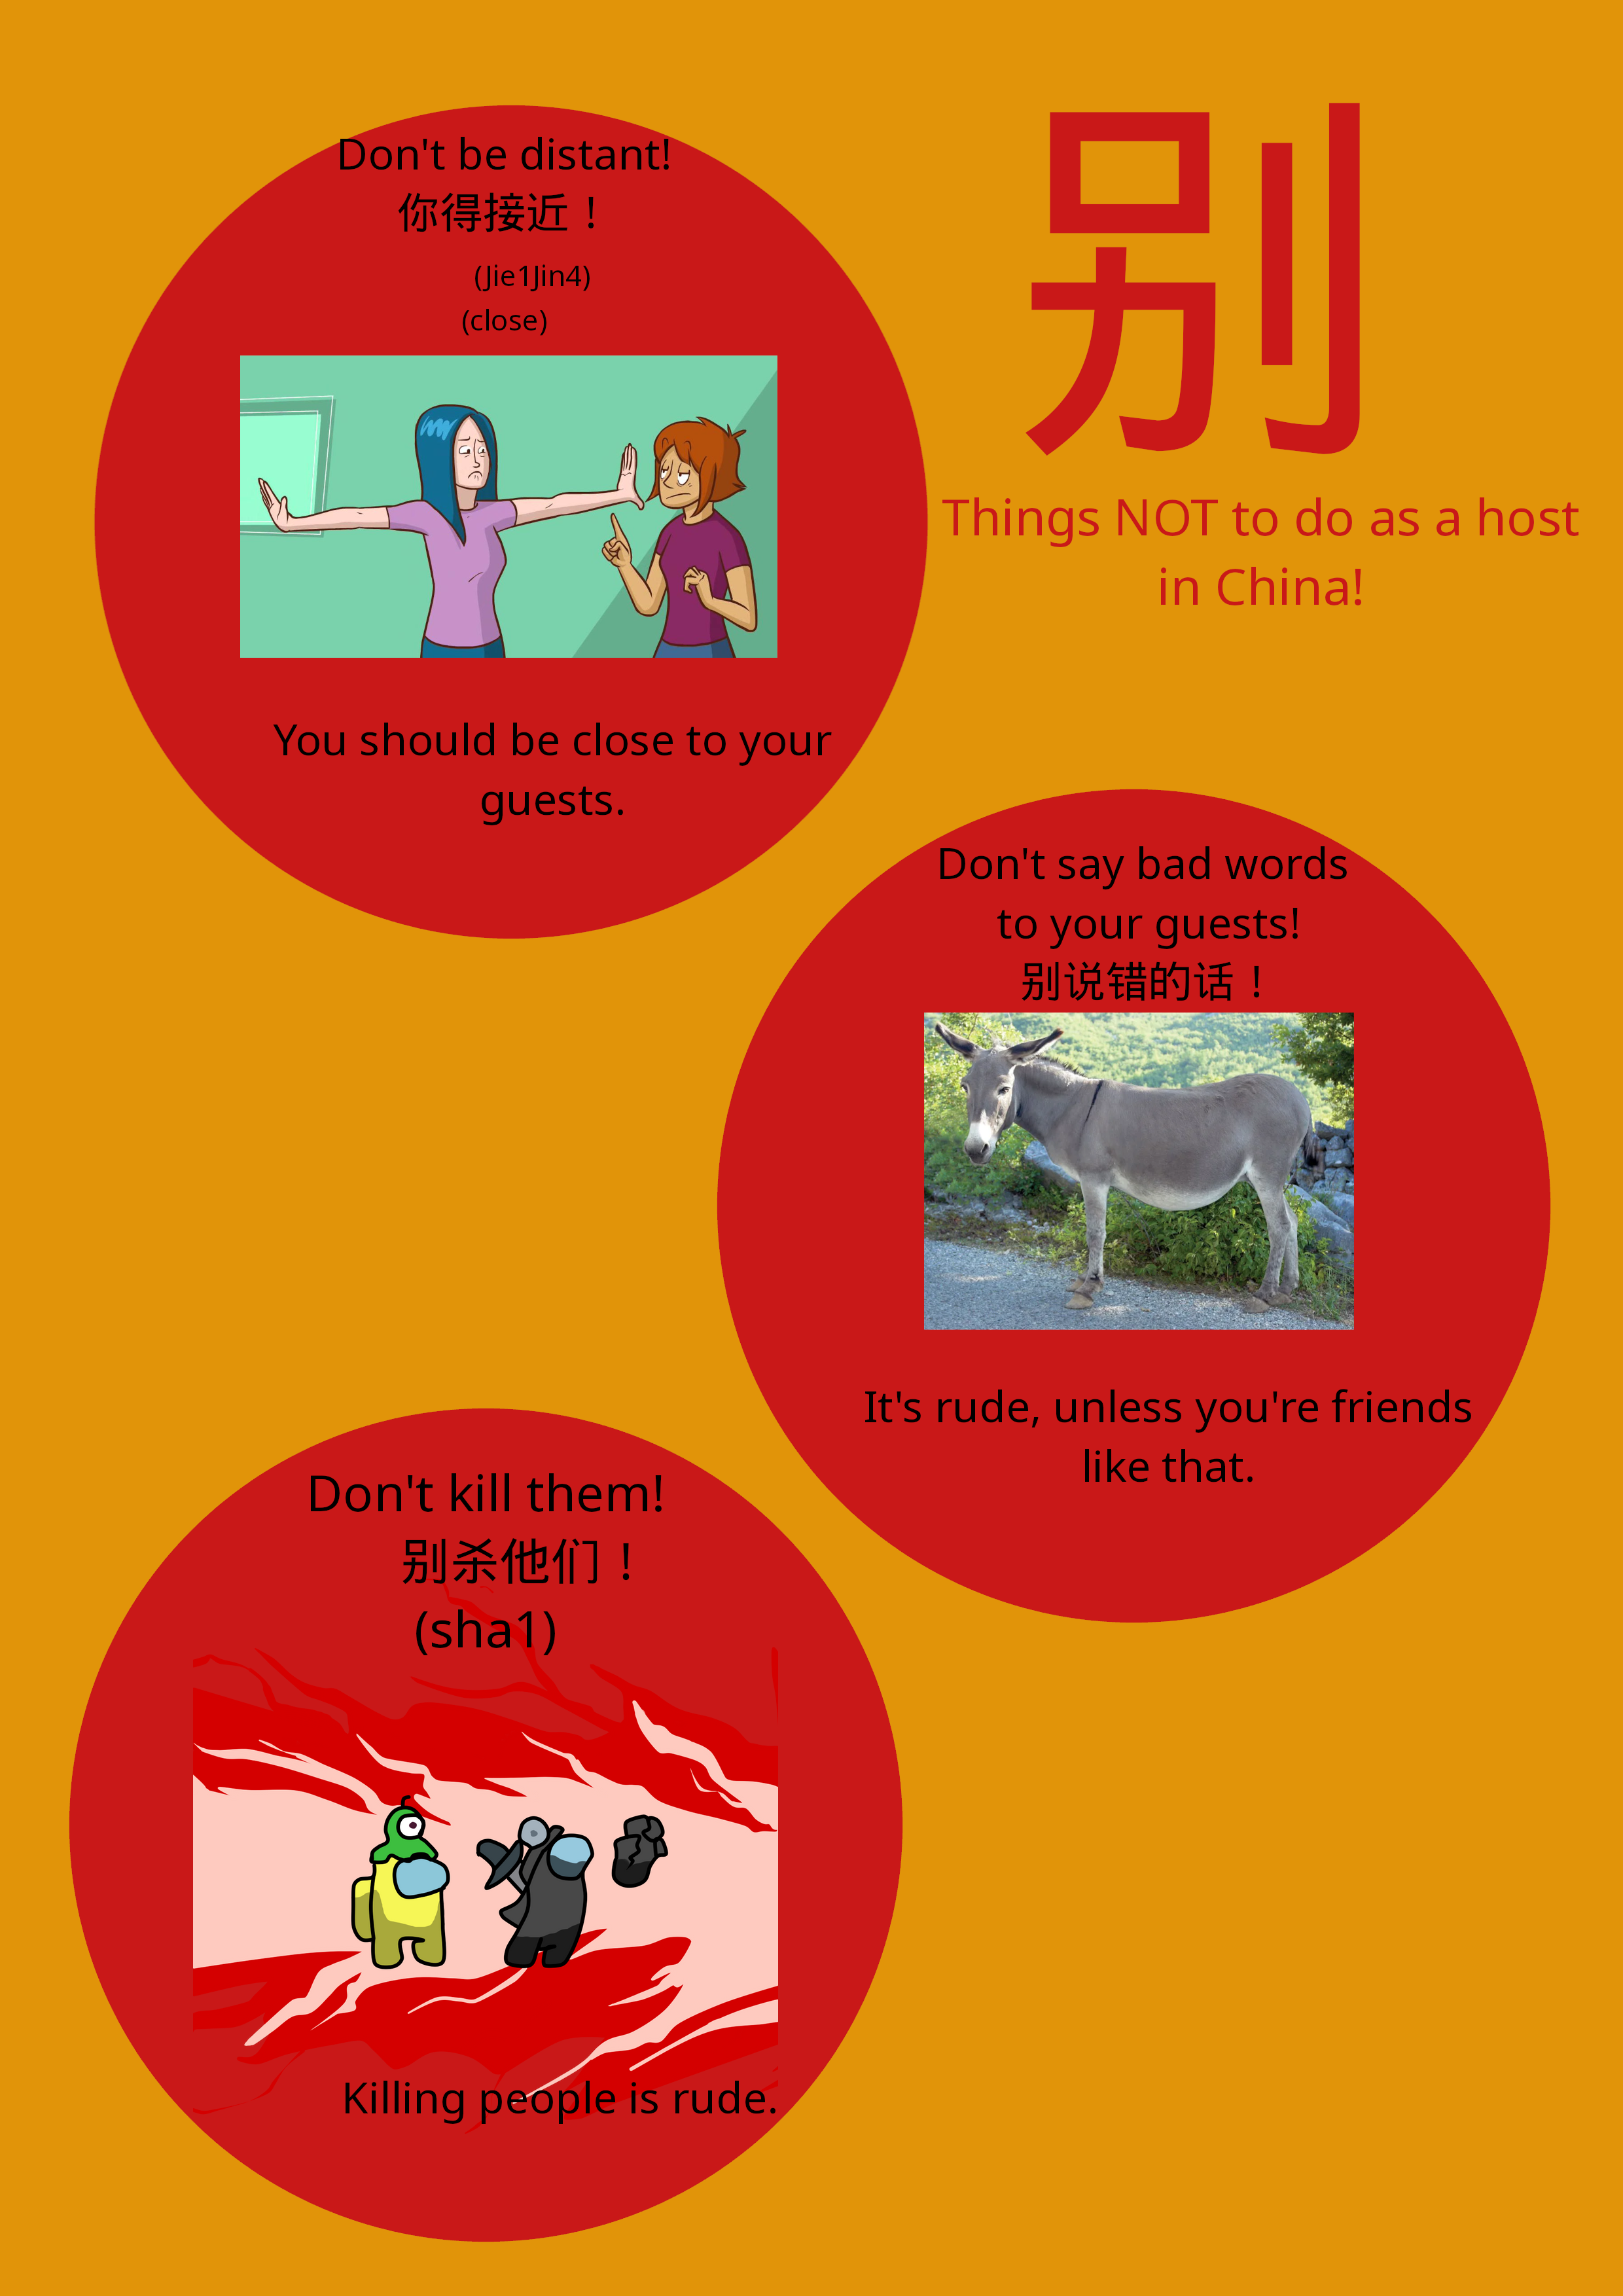 别
Things NOT to do as a host
in China!
Don't be distant!
你得接近！
(Jie1Jin4)
(close)
You should be close to your
guests.
Don't say bad words
to your guests!
别说错的话！
It's rude, unless you're friends
like that.
Don't kill them!
别杀他们！
(sha1)
Killing people is rude.